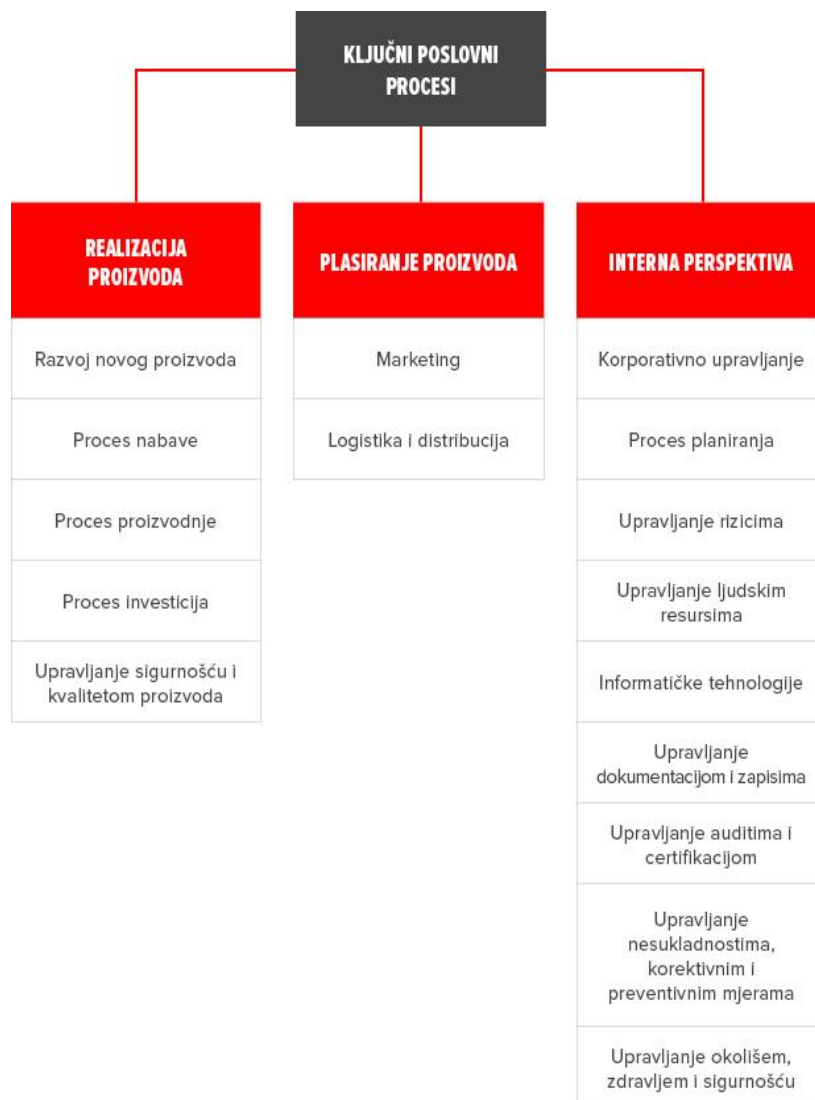 KLJUČNI POSLOVNI
PROCESI
REALIZACIJA
PROIZVODA
Razvoj novog proizvoda
Proces nabave
Proces proizvodnje
Proces investicija
Upravljanje sigurnošću i
kvalitetom proizvoda
PLASIRANJE PROIZVODA
Marketing
Logistika i distribucija
INTERNA PERSPEKTIVA
Korporativno upravljanje
Proces planiranja
Upravljanje rizicima
Upravljanje ljudskim
resursima
Informatičke tehnologije
Upravljanje
dokumentacijom i zapisima
Upravljanje auditima i
certifikacijom
Upravljanje
nesukladnostima,
korektivnim i
preventivnim mjerama
Upravljanje okolišem,
zdravljem i sigurnošću